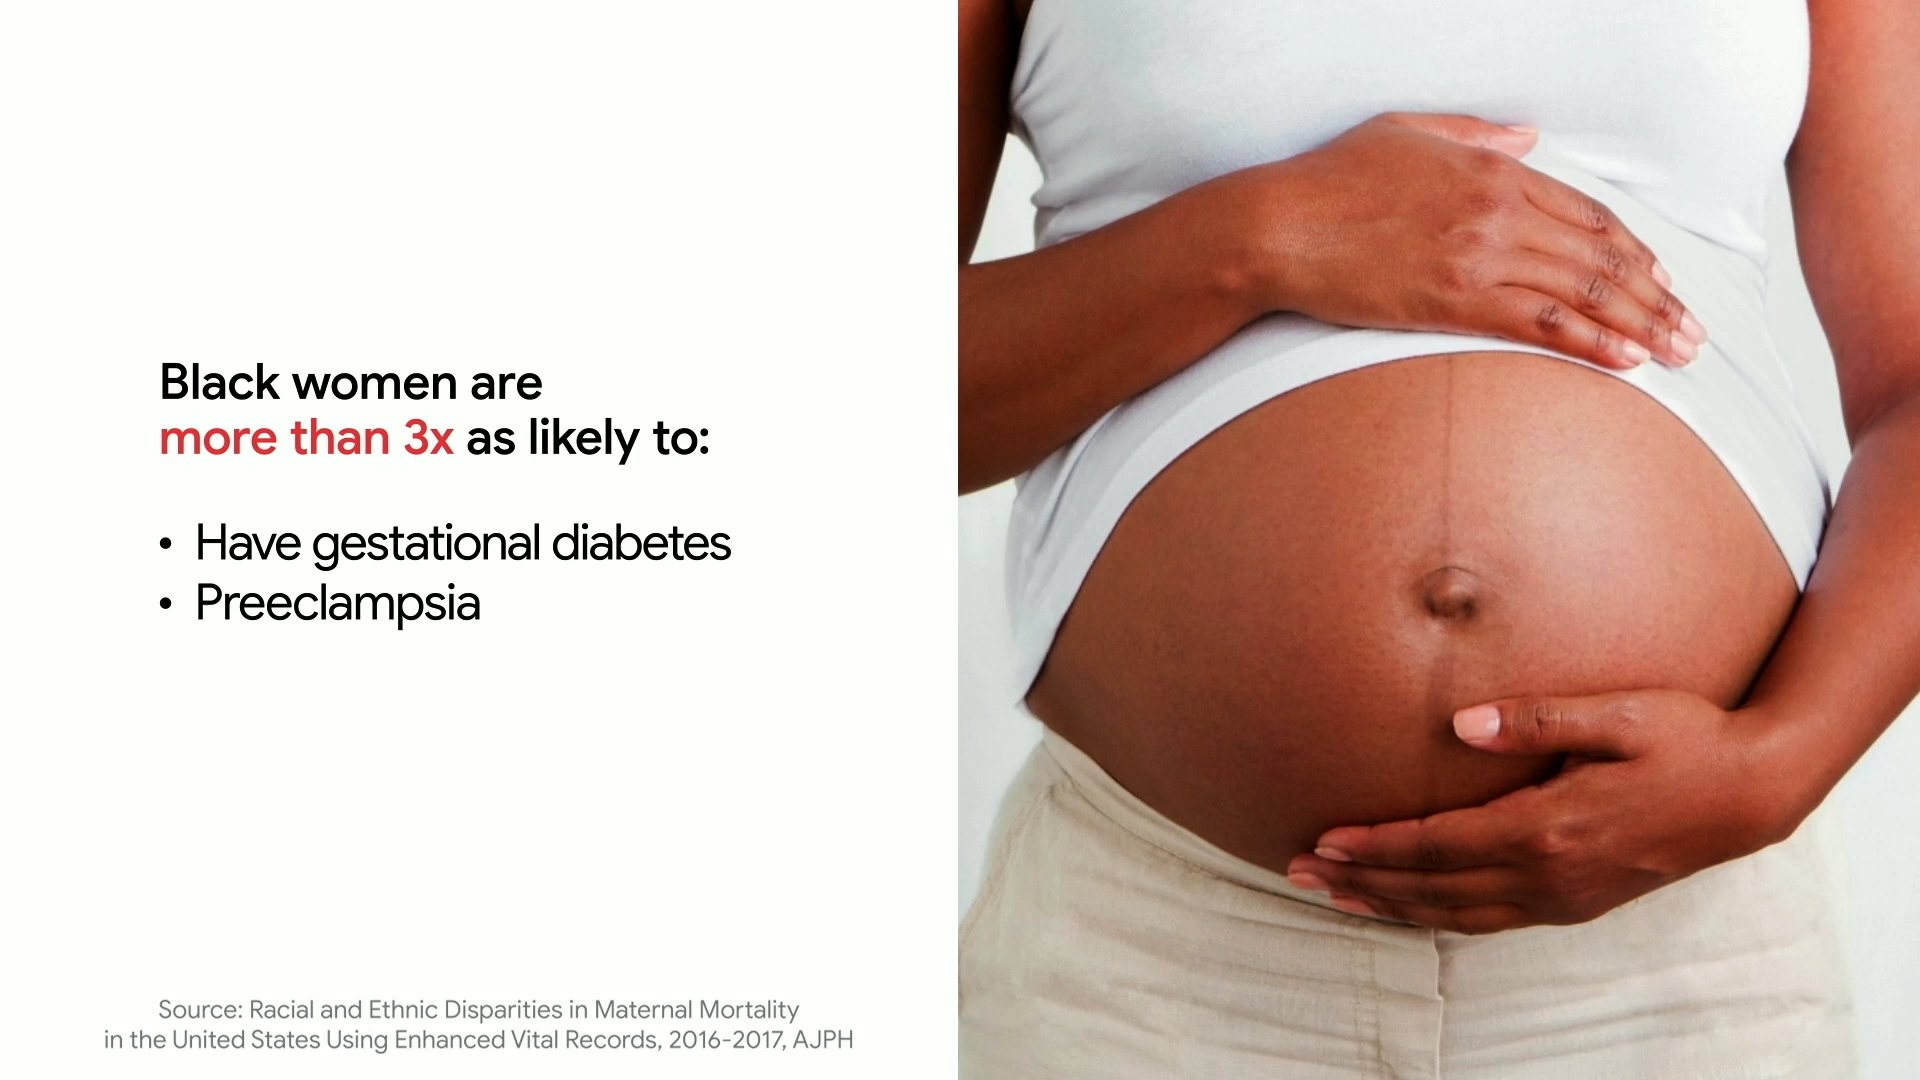 Black women are
more than 3x as likely to:
• Have gestational diabetes
• Preeclampsia
Source: Racial and Ethnic Disparities in Maternal Mortality
in the United States Using Enhanced Vital Records, 2016-2017, AJPH